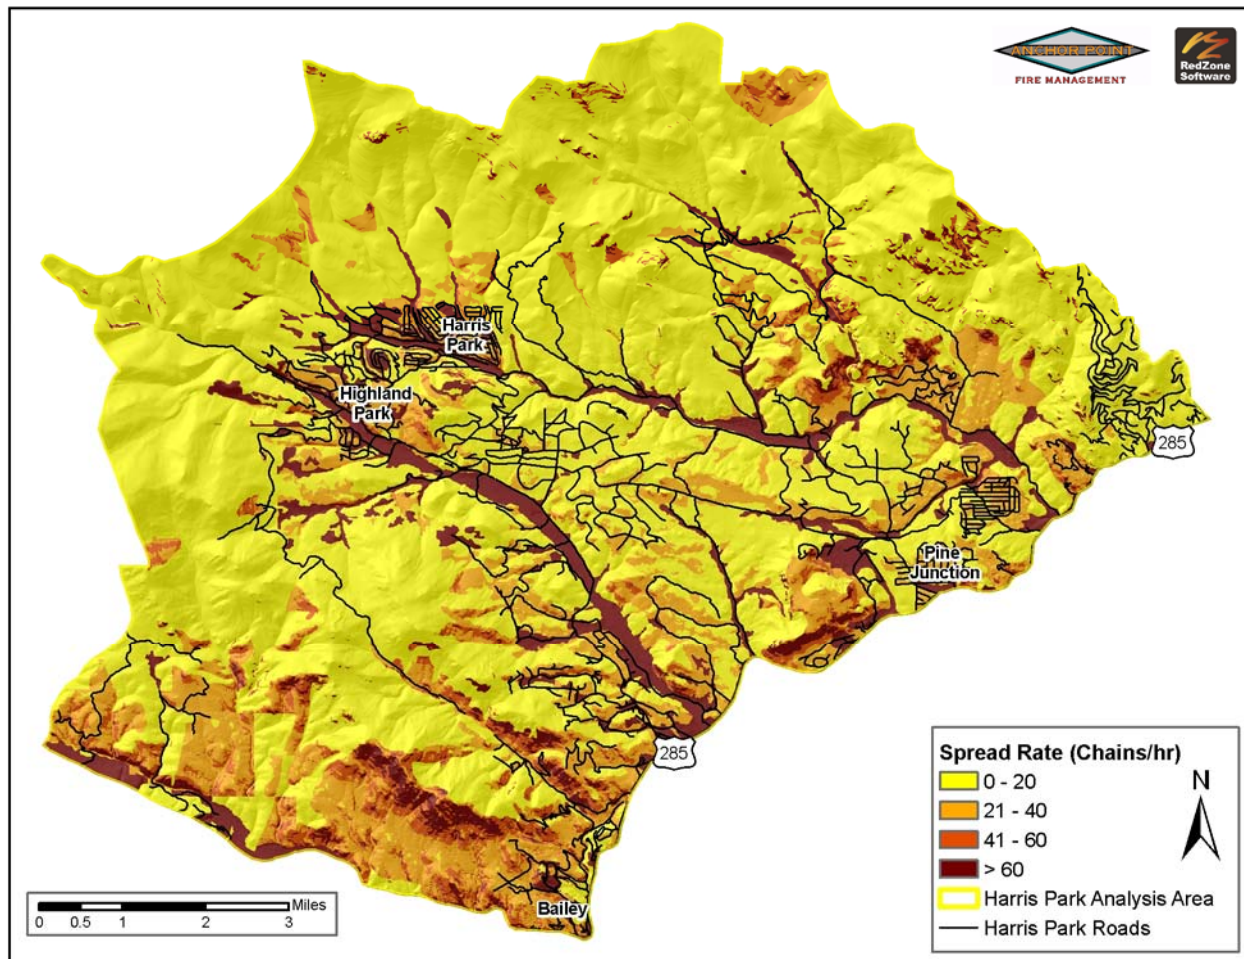 ANCHOR POINT
FIRE MANAGEMENT
RedZone
Software
Harris
Park
Highland
Park
285
Pine
Junction
285
Bailey
Spread Rate (Chains/hr)
0 - 20
21 - 40
41 - 60
> 60
Harris Park Analysis Area
Harris Park Roads
N
Miles
0 0.5 1 2 3